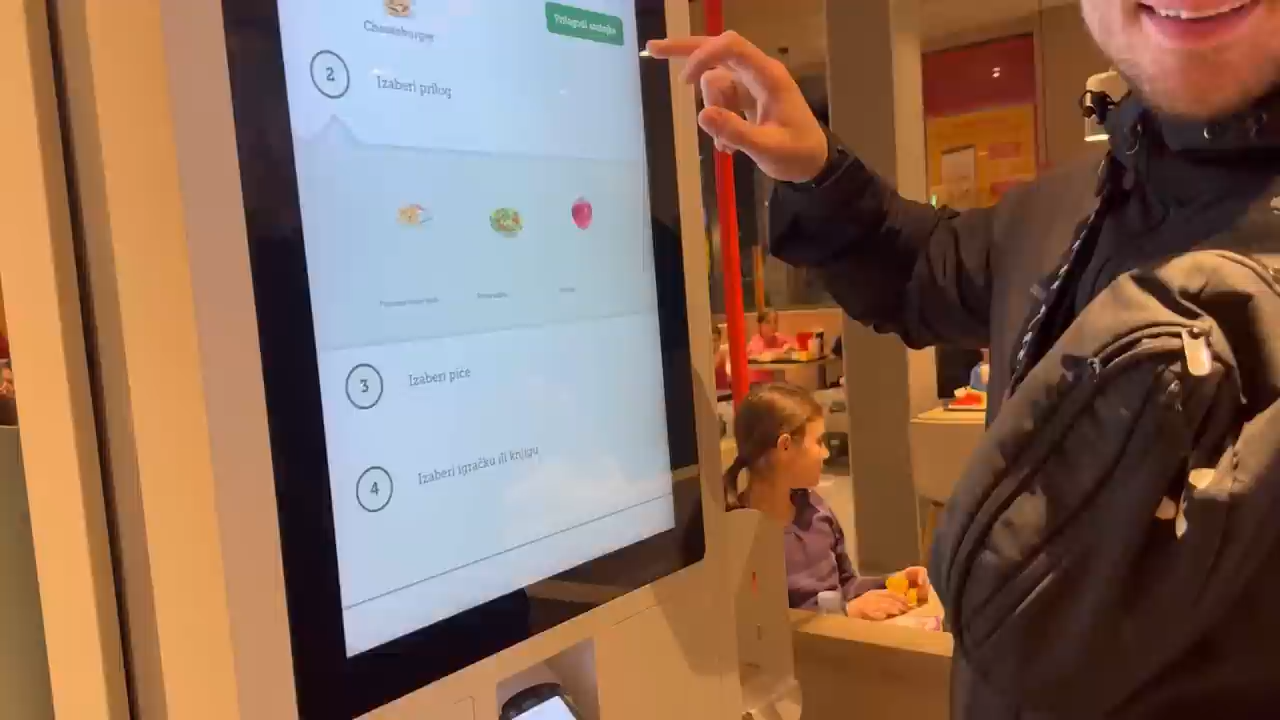 Cheeseburger
Prilagodi sastojke
2
Izaberi prilog
3
Izaberi piće
4
Izaberi igračku ili knjigu